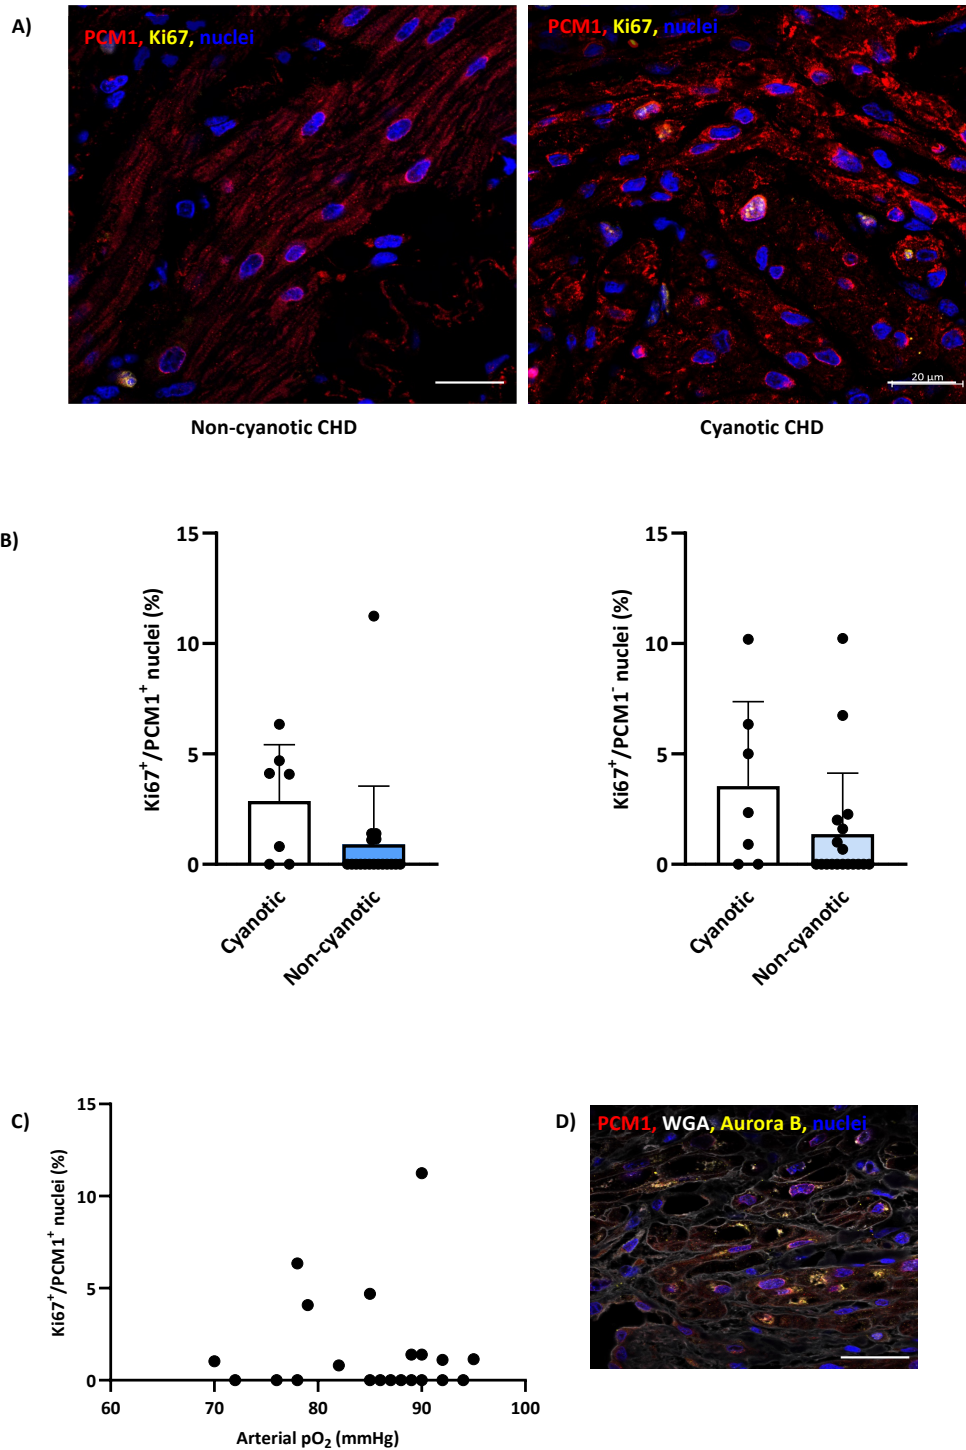 A)
PCM1, Ki67, nuclei
PCM1, Ki67, nuclei
20 µm
Non-cyanotic CHD
Cyanotic CHD
B)
Ki67⁺/PCM1⁺ nuclei (%)
15
10
5
0
Cyanotic
Non-cyanotic
Ki67⁺/PCM1⁻ nuclei (%)
15
10
5
0
Cyanotic
Non-cyanotic
C)
Ki67⁺/PCM1⁺ nuclei (%)
15
10
5
0
60
70
80
90
100
Arterial pO₂ (mmHg)
D)
PCM1, WGA, Aurora B, nuclei